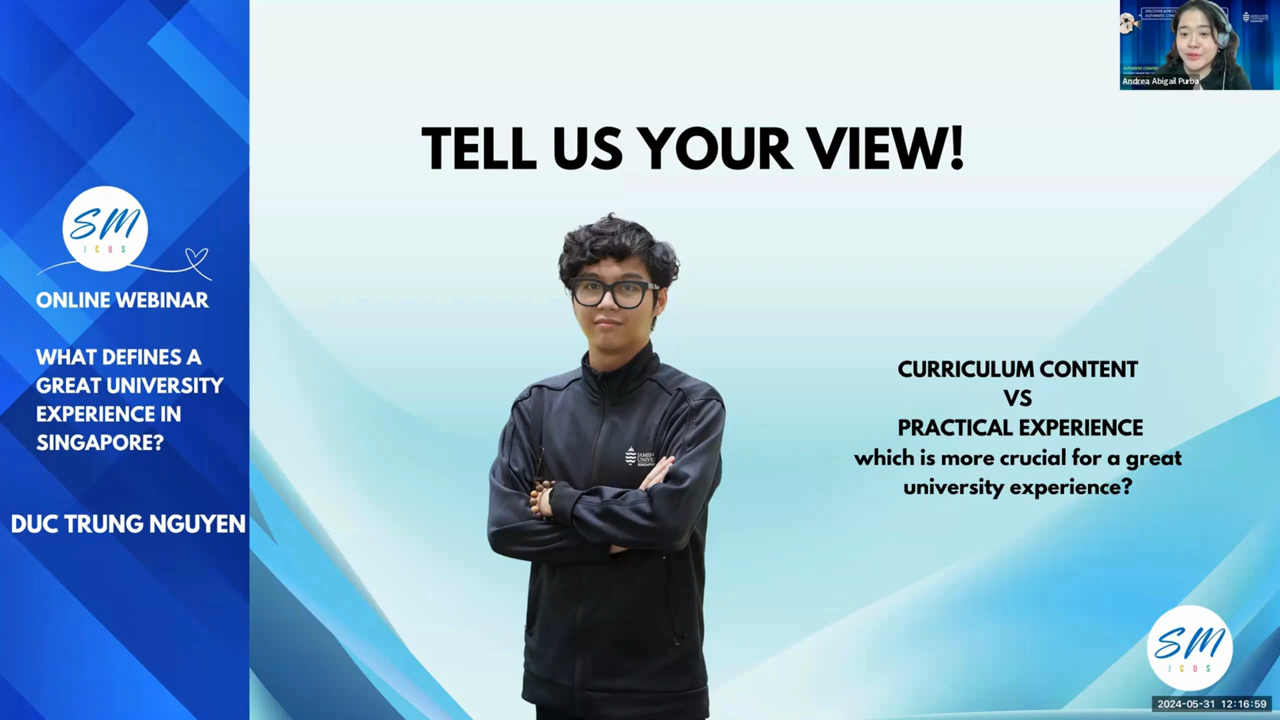 SM
JCUS
ONLINE WEBINAR
WHAT DEFINES A
GREAT UNIVERSITY
EXPERIENCE IN
SINGAPORE?
DUC TRUNG NGUYEN
TELL US YOUR VIEW!
CURRICULUM CONTENT
VS
PRACTICAL EXPERIENCE
which is more crucial for a great
university experience?
Andrea Abigail Purba
SM
JCUS
2024-05-31 12:16:59